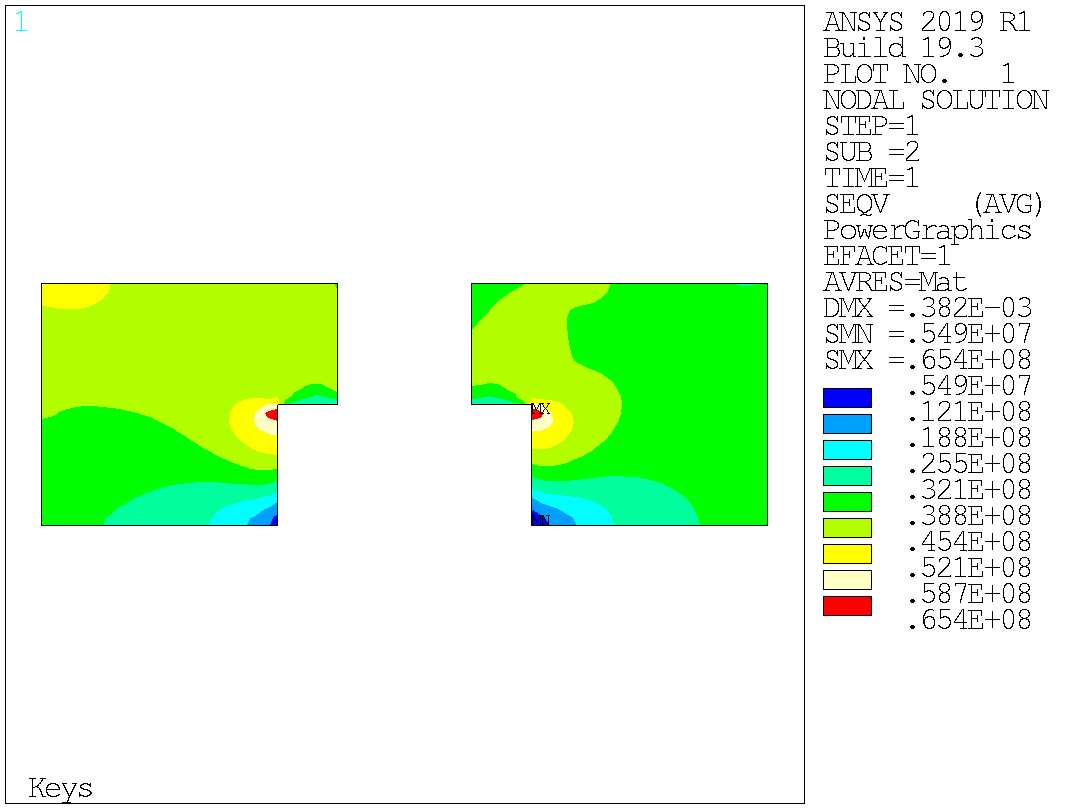 1
ANSYS 2019 R1
Build 19.3
PLOT NO. 1
NODAL SOLUTION
STEP=1
SUB =2
TIME=1
SEQV (AVG)
PowerGraphics
EFACET=1
AVRES=Mat
DMX =.382E-03
SMN =.549E+07
SMX =.654E+08
.549E+07
.121E+08
.188E+08
.255E+08
.321E+08
.388E+08
.454E+08
.521E+08
.587E+08
.654E+08
MX
MN
Keys